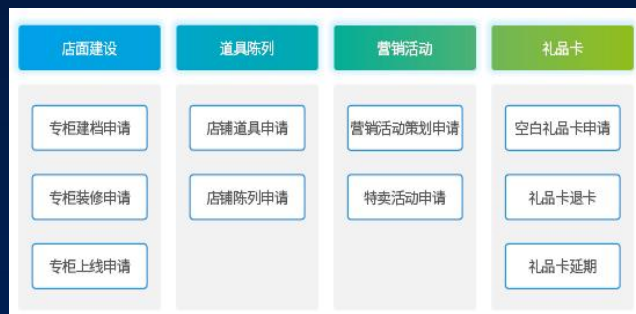 店面建设
道具陈列
营销活动
礼品卡
专柜建档申请
店铺道具申请
营销活动策划申请
空白礼品卡申请
专柜装修申请
店铺陈列申请
特卖活动申请
礼品卡退卡
专柜上线申请
礼品卡延期